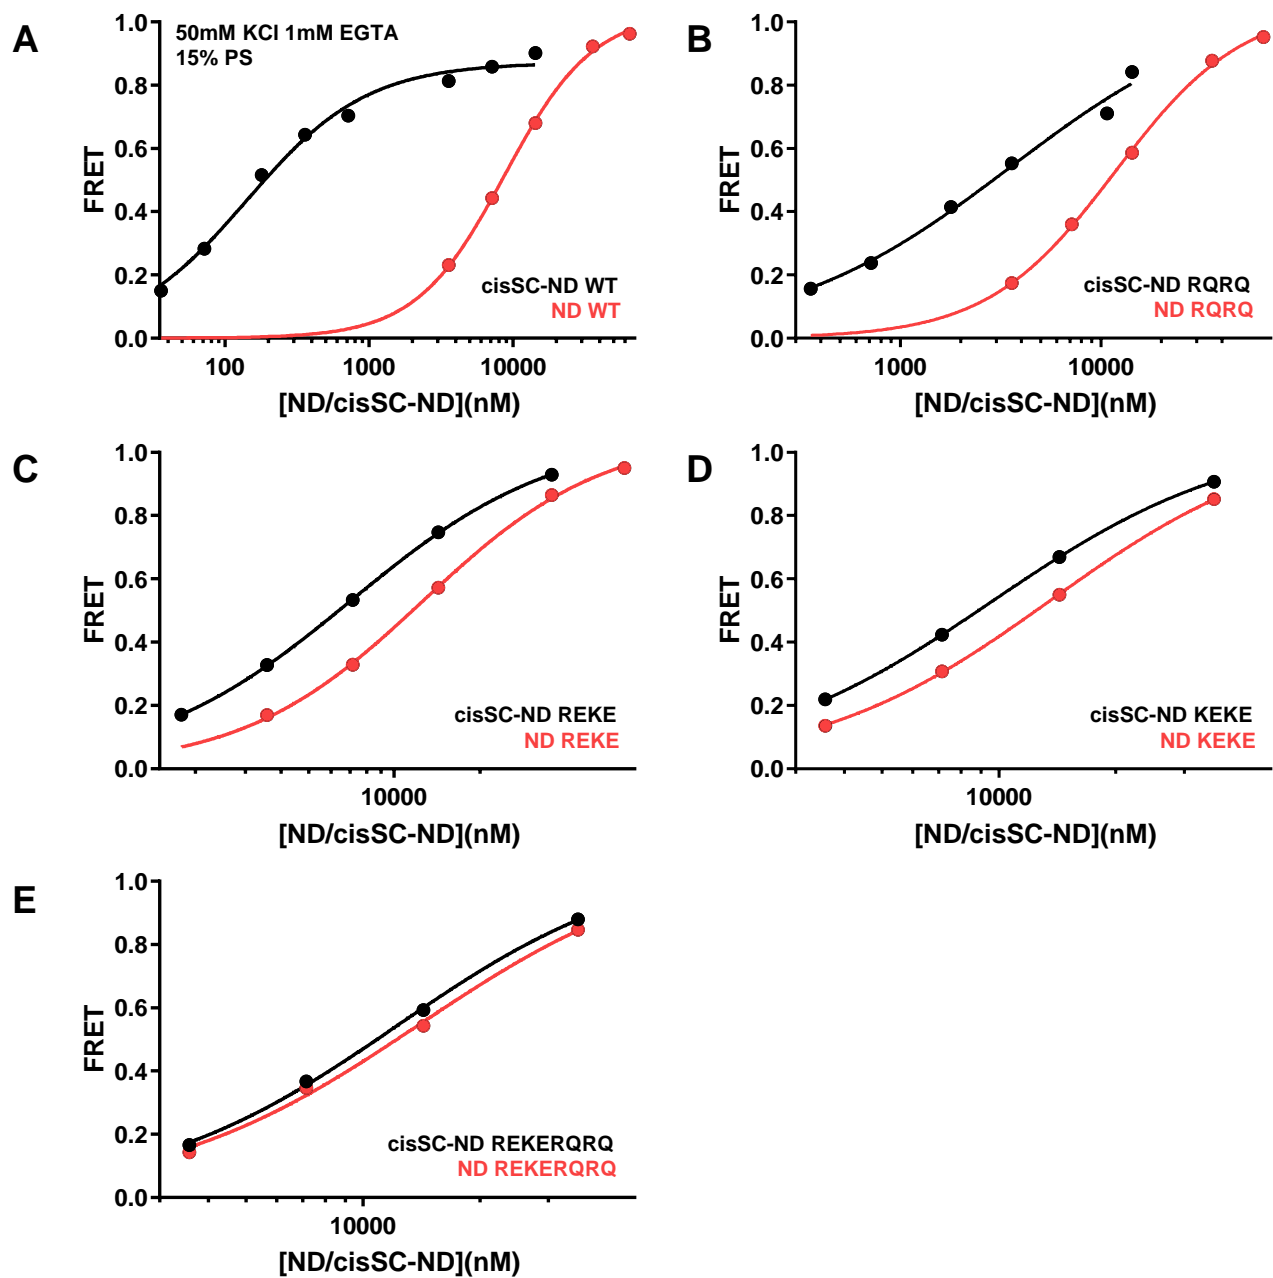 A
50mM KCl 1mM EGTA
15% PS
1.0
0.8
0.6
0.4
0.2
0.0
FRET
cisSC-ND WT
ND WT
100
1000
10000
[ND/cisSC-ND](nM)
B
1.0
0.8
0.6
0.4
0.2
0.0
FRET
cisSC-ND RQRQ
ND RQRQ
1000
10000
[ND/cisSC-ND](nM)
C
1.0
0.8
0.6
0.4
0.2
0.0
FRET
cisSC-ND REKE
ND REKE
10000
[ND/cisSC-ND](nM)
D
1.0
0.8
0.6
0.4
0.2
0.0
FRET
cisSC-ND KEKE
ND KEKE
10000
[ND/cisSC-ND](nM)
E
1.0
0.8
0.6
0.4
0.2
0.0
FRET
cisSC-ND REKERQRQ
ND REKERQRQ
10000
[ND/cisSC-ND](nM)